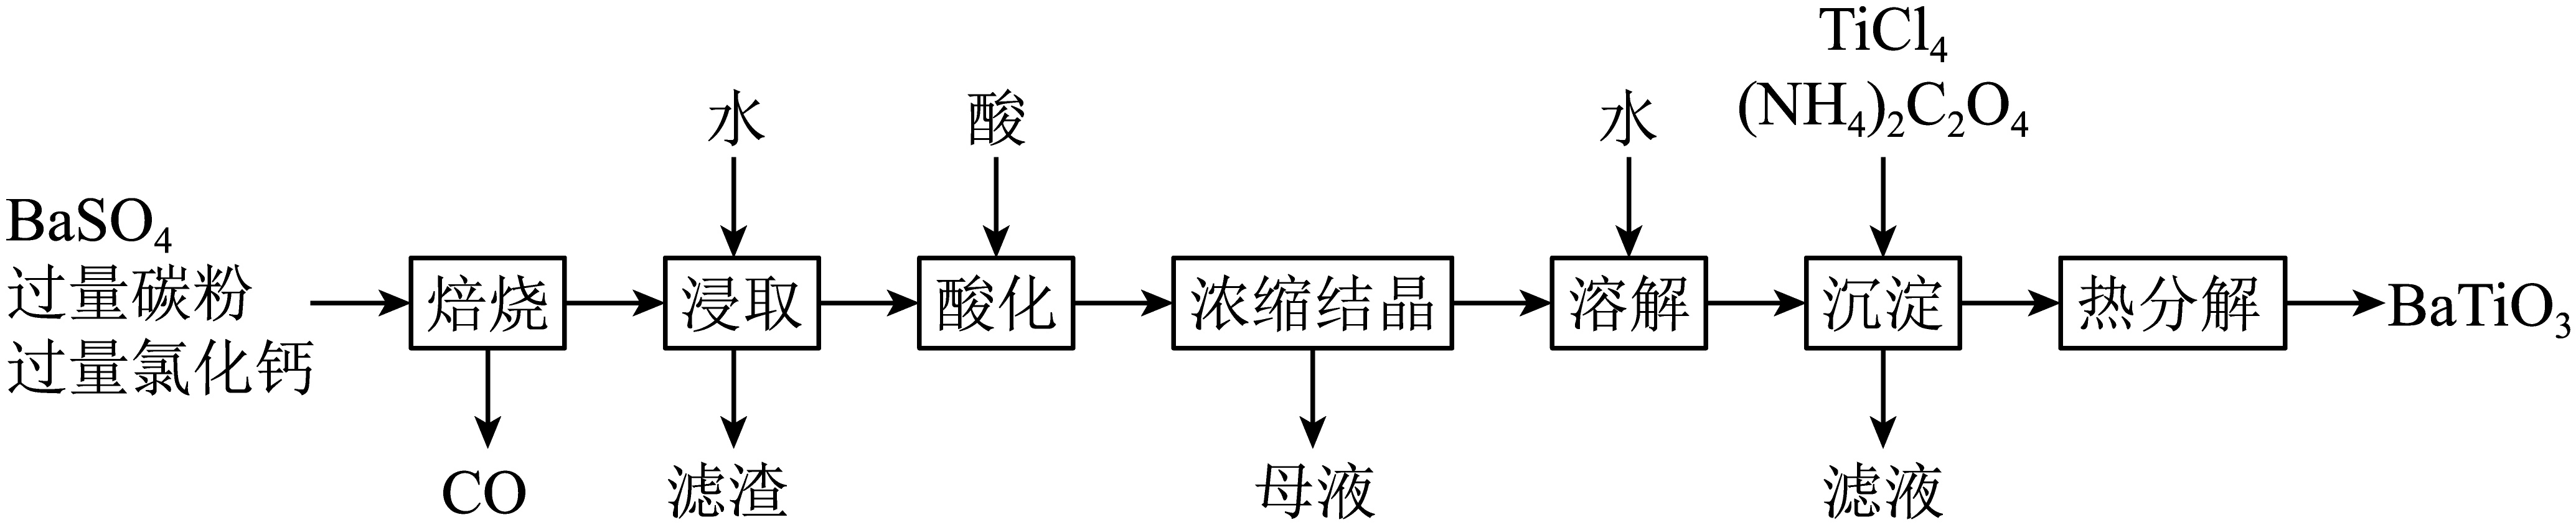 BaSO₄
过量碳粉
过量氯化钙
焙烧
CO
水
浸取
滤渣
酸
酸化
浓缩结晶
母液
水
溶解
TiCl₄
(NH₄)₂C₂O₄
沉淀
滤液
热分解
BaTiO₃